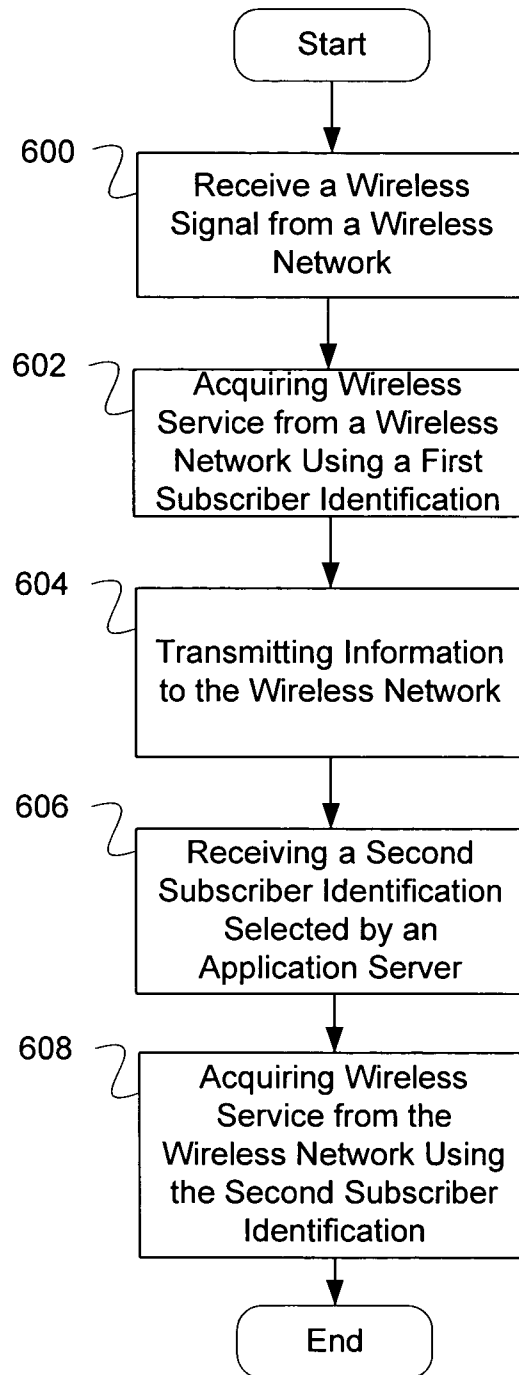 Start
600
Receive a Wireless
Signal from a Wireless
Network
602
Acquiring Wireless
Service from a Wireless
Network Using a First
Subscriber Identification
604
Transmitting Information
to the Wireless Network
606
Receiving a Second
Subscriber Identification
Selected by an
Application Server
608
Acquiring Wireless
Service from the
Wireless Network Using
the Second Subscriber
Identification
End